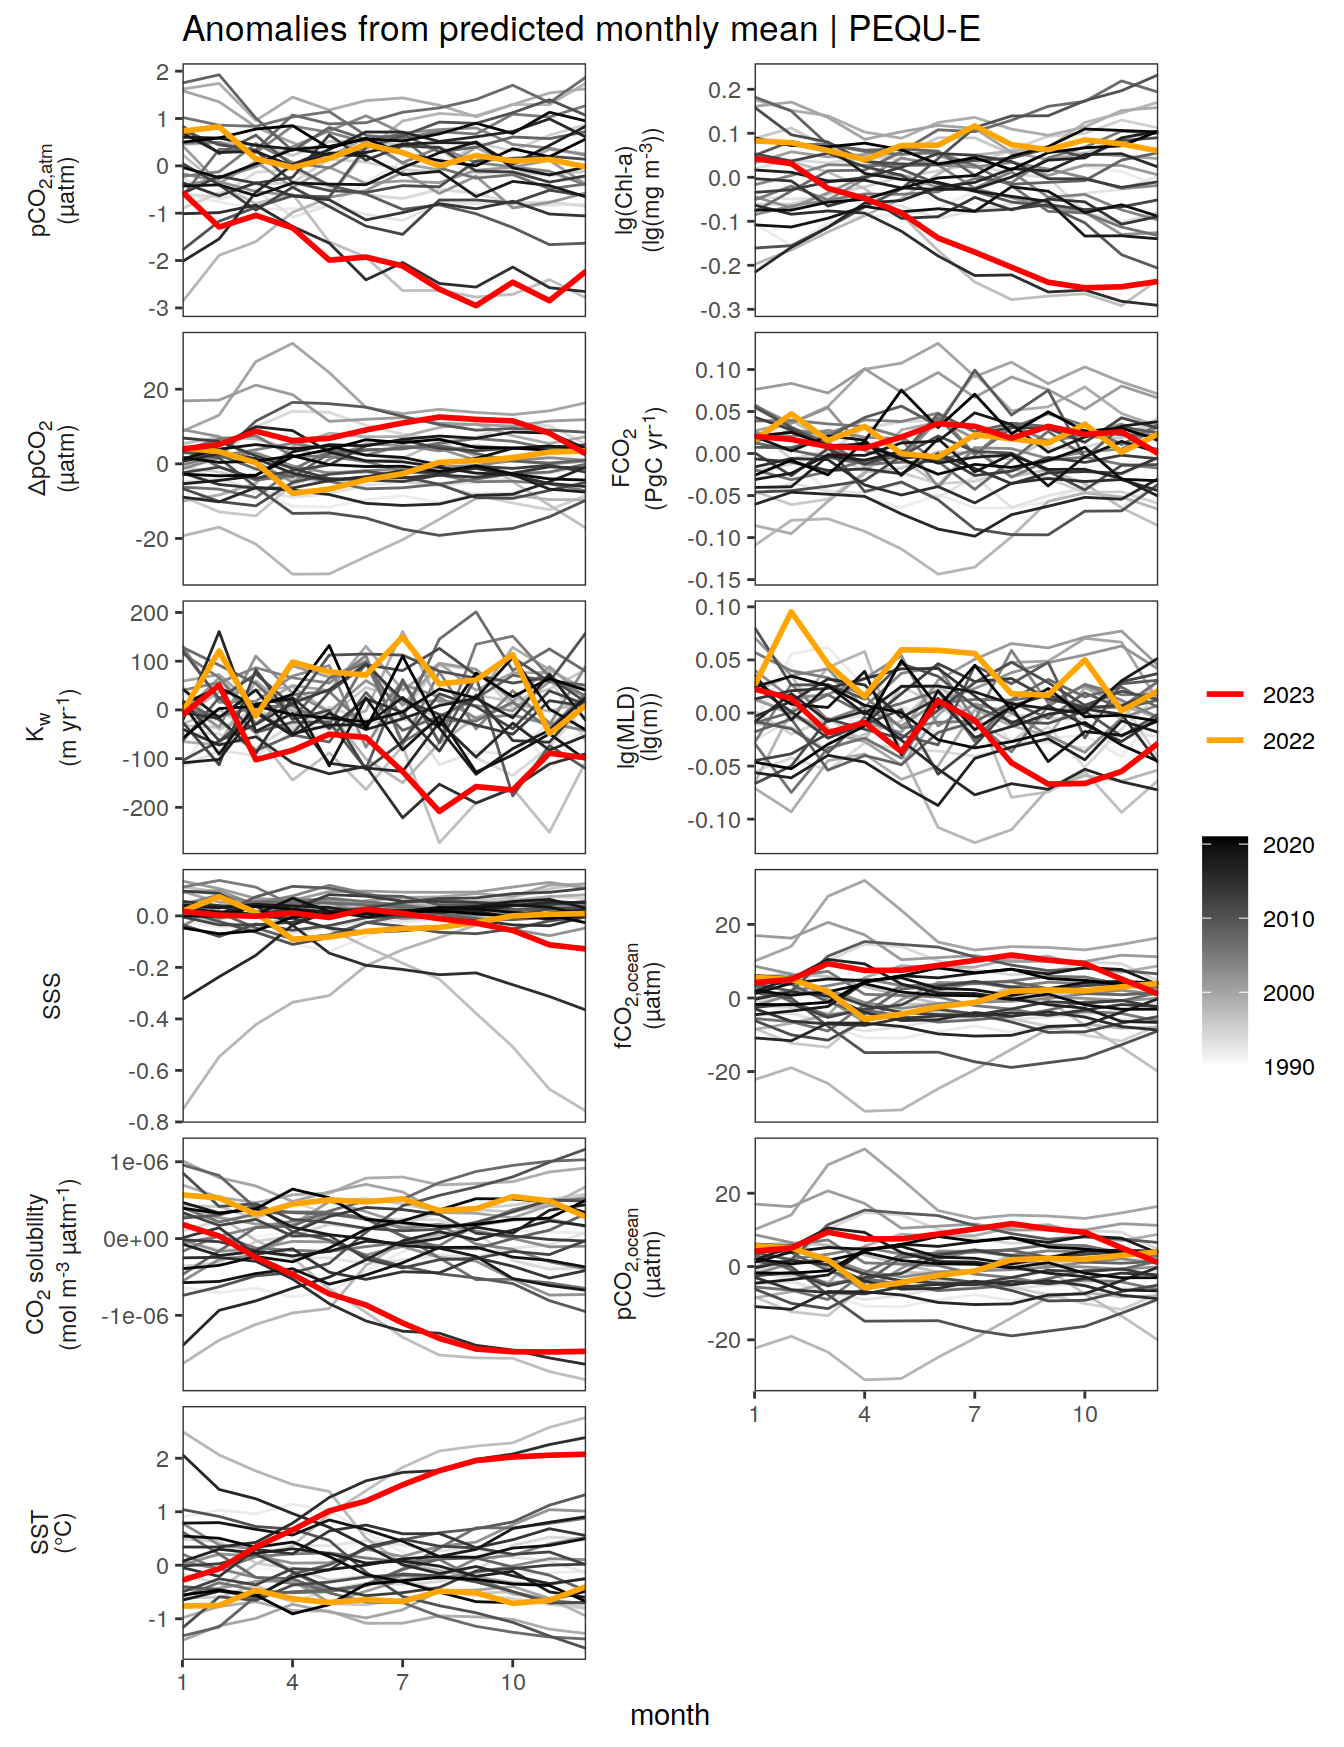 Anomalies from predicted monthly mean | PEQU-E
pCO2,atm
(µatm)
2
1
0
-1
-2
-3
lg(Chl-a)
(lg(mg m-3))
0.2
0.1
0.0
-0.1
-0.2
-0.3
ΔpCO2
(µatm)
20
0
-20
FCO2
(PgC yr-1)
0.10
0.05
0.00
-0.05
-0.10
-0.15
Kw
(m yr-1)
200
100
0
-100
-200
lg(MLD)
(lg(m))
0.10
0.05
0.00
-0.05
-0.10
SSS
0.0
-0.2
-0.4
-0.6
-0.8
fCO2,ocean
(µatm)
20
0
-20
CO2 solubility
(mol m-3 µatm-1)
1e-06
0e+00
-1e-06
pCO2,ocean
(µatm)
20
0
-20
1 4 7 10
SST
(°C)
2
1
0
-1
1 4 7 10
month
2023
2022
2020
2010
2000
1990